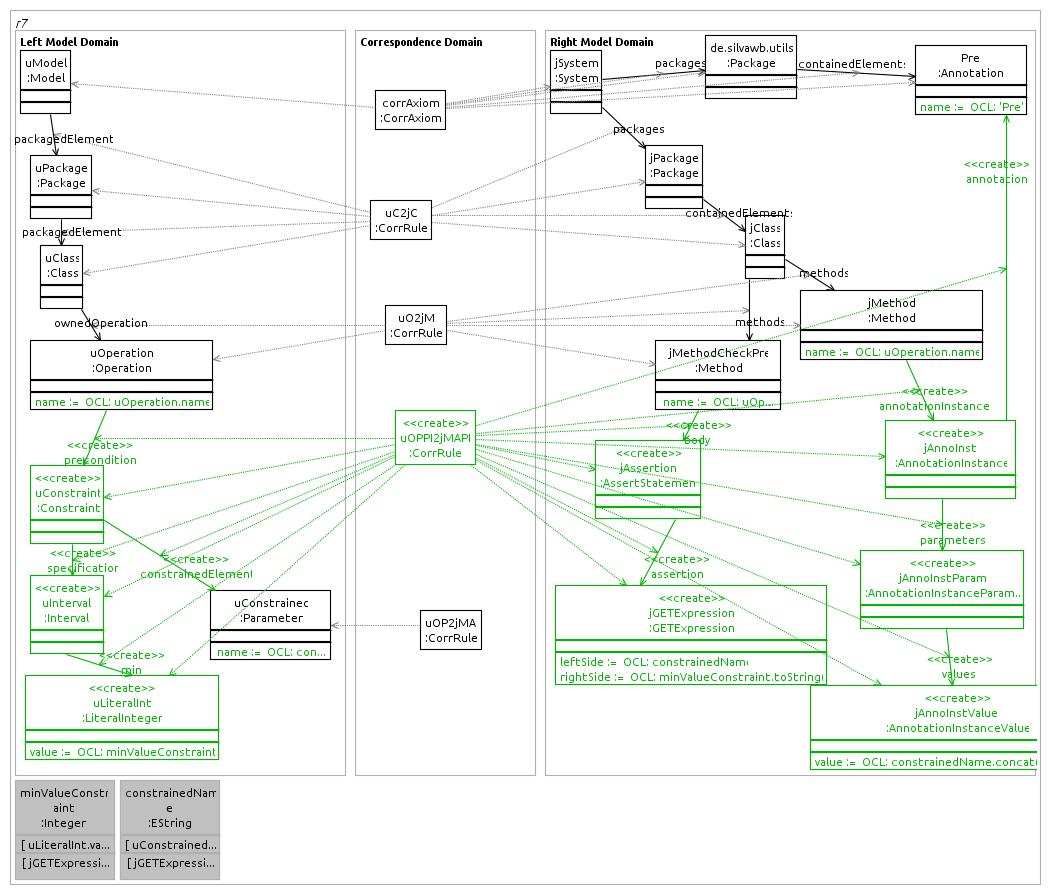 r7
Left Model Domain
Correspondence Domain
Right Model Domain
uModel
:Model
packagedElement
uPackage
:Package
packagedElement
uClass
:Class
ownedOperation
uOperation
:Operation
name := OCL: uOperation.name
<<create>>
precondition
<<create>>
uConstraint
:Constraint
<<create>>
specification
<<create>>
constrainedElement
<<create>>
uInterval
:Interval
uConstrained
:Parameter
name := OCL: con...
<<create>>
min
<<create>>
uLiteralInt
:LiteralInteger
value := OCL: minValueConstraint
corrAxiom
:CorrAxiom
uC2jC
:CorrRule
uO2jM
:CorrRule
<<create>>
uOPPI2jMAPI
:CorrRule
uOP2jMA
:CorrRule
jSystem
:System
packages
de.silvawb.utils
:Package
containedElements
Pre
:Annotation
name := OCL: 'Pre'
packages
<<create>>
annotation
jPackage
:Package
containedElements
jClass
:Class
methods
jMethod
:Method
name := OCL: uOperation.name
methods
jMethodCheckPre
:Method
name := OCL: uOp...
<<create>>
annotationInstance
<<create>>
body
<<create>>
jAssertion
:AssertStatemen
<<create>>
jAnnoInst
:AnnotationInstance
<<create>>
parameters
<<create>>
assertion
<<create>>
jAnnoInstParam
:AnnotationInstanceParam...
<<create>>
jGETExpression
:GETExpression
leftSide := OCL: constrainedName
rightSide := OCL: minValueConstraint.toString(
<<create>>
values
<<create>>
jAnnoInstValue
:AnnotationInstanceValue
value := OCL: constrainedName.concat(
minValueConstr
aint
:Integer
[ uLiteralInt.va...
[ jGETExpressi...
constrainedNam
e
:EString
[ uConstrained...
[ jGETExpressi...